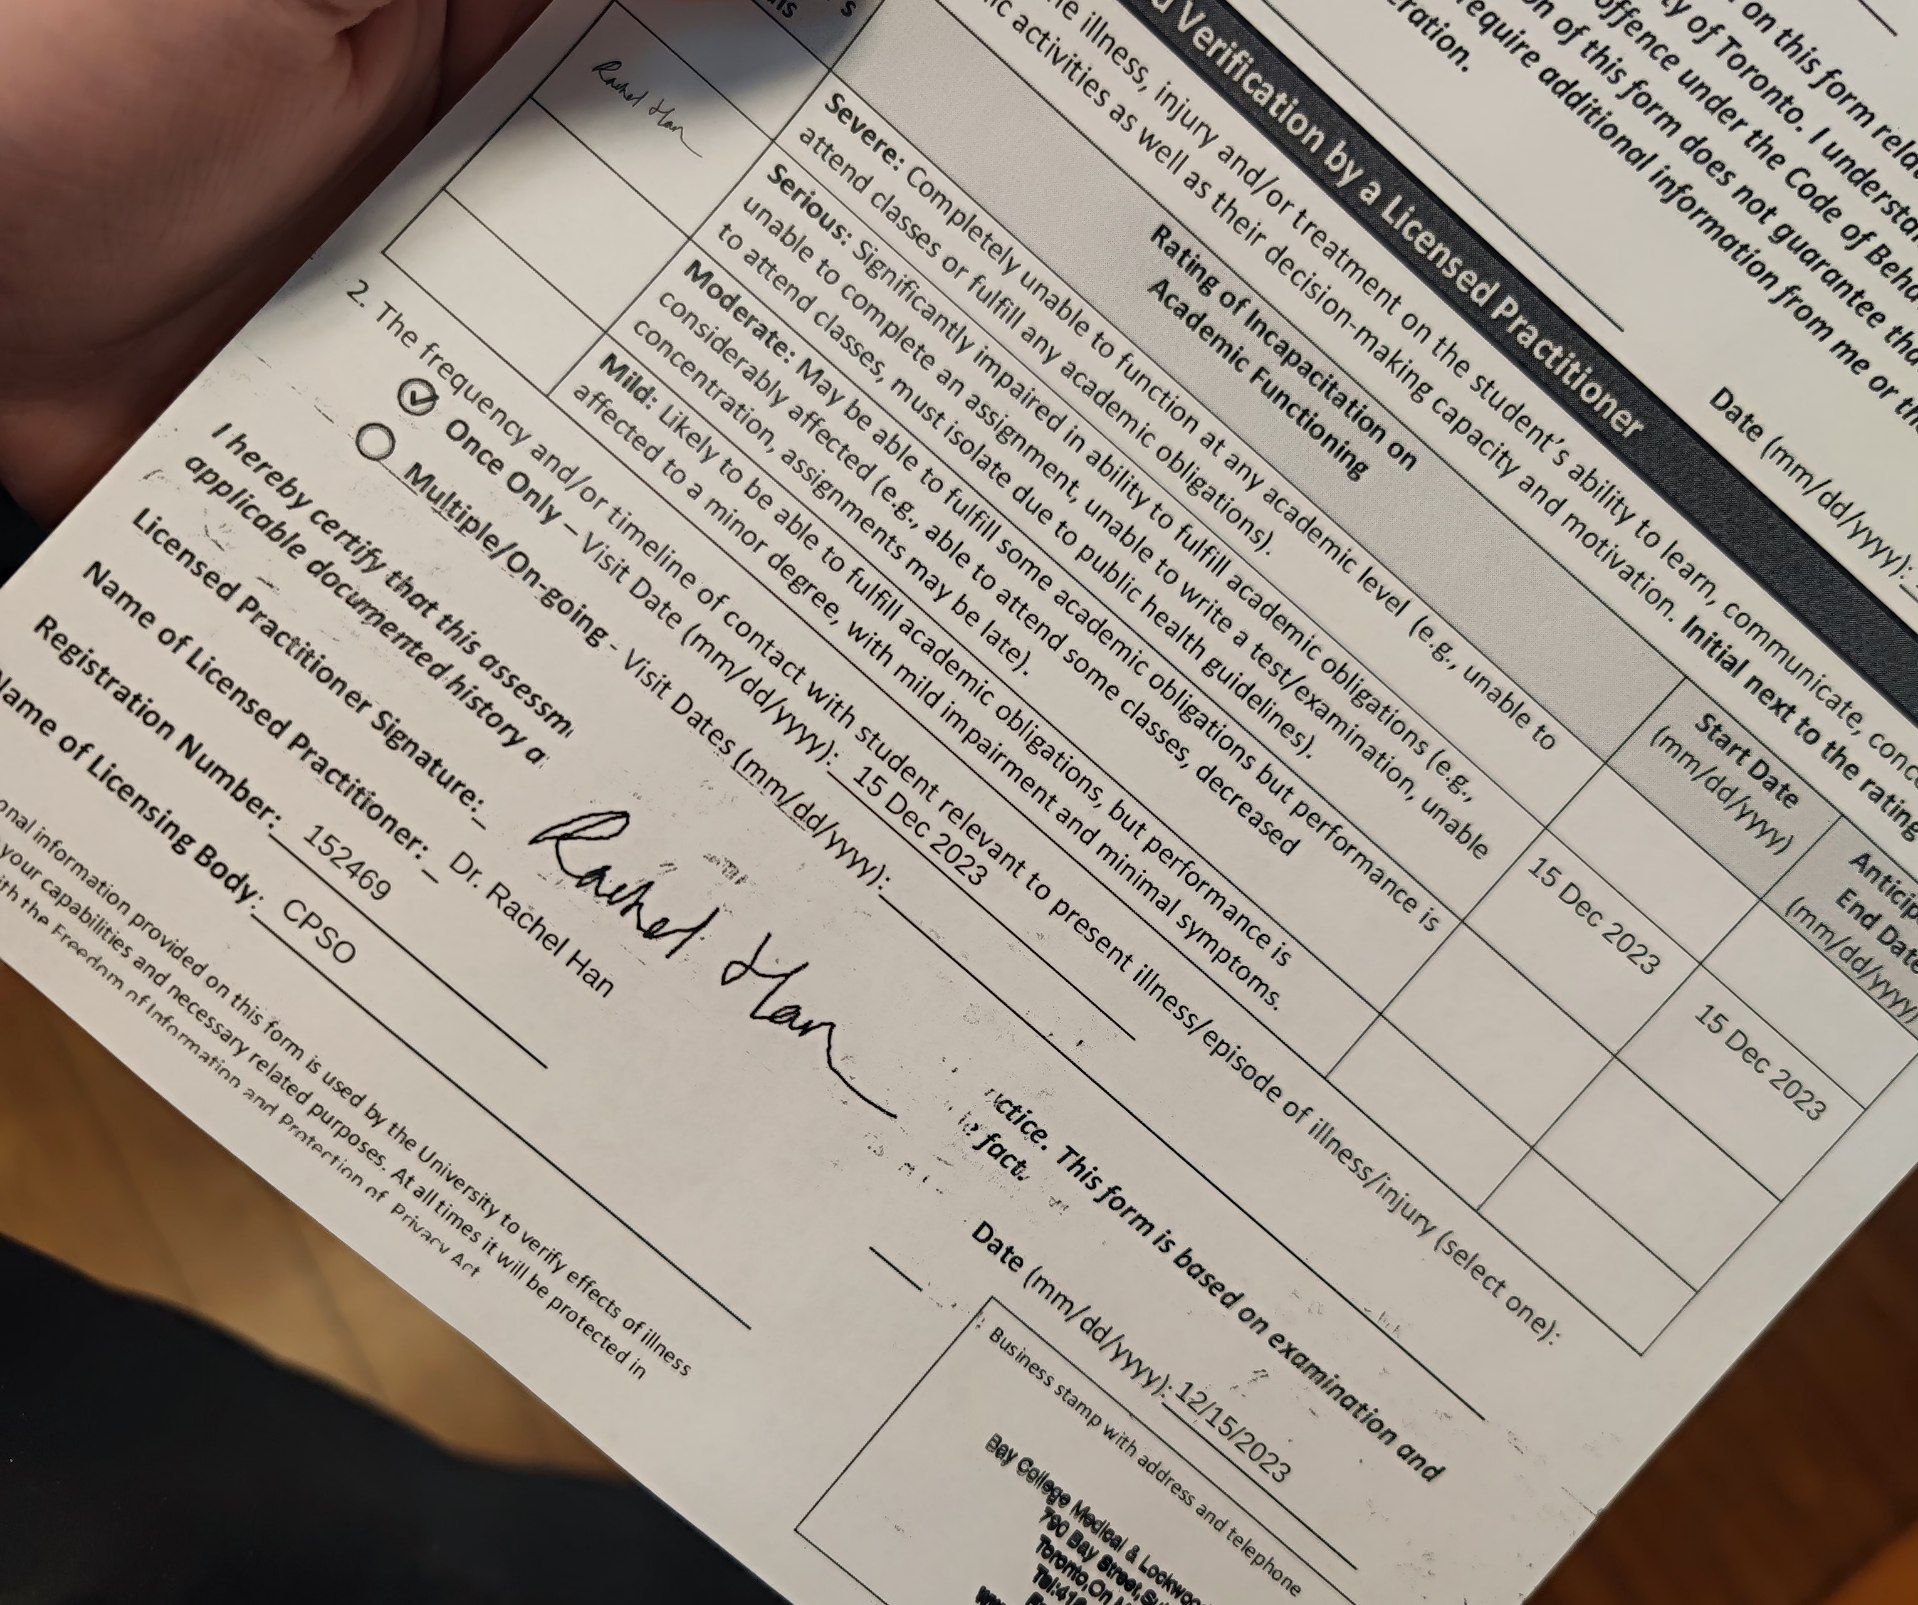 on this form rela
ty of Toronto. I understa
offence under the Code of Beha
on of this form does not guarantee tha
require additional information from me or th
eration.
Date (mm/dd/yyyy):
d Verification by a Licensed Practitioner
he illness, injury and/or treatment on the student's ability to learn, communicate, conc
ic activities as well as their decision-making capacity and motivation. Initial next to the rating
Rating of Incapacitation on
Academic Functioning
Start Date
(mm/dd/yyyy)
Anticip
End Date
(mm/dd/yyyy)
Severe: Completely unable to function at any academic level (e.g., unable to
attend classes or fulfill any academic obligations).
Rachel Han
Serious: Significantly impaired in ability to fulfill academic obligations (e.g.,
unable to complete an assignment, unable to write a test/examination, unable
to attend classes, must isolate due to public health guidelines).
15 Dec 2023
15 Dec 2023
Moderate: May be able to fulfill some academic obligations but performance is
considerably affected (e.g., able to attend some classes, decreased
concentration, assignments may be late).
Mild: Likely to be able to fulfill academic obligations, but performance is
affected to a minor degree, with mild impairment and minimal symptoms.
2. The frequency and/or timeline of contact with student relevant to present illness/episode of illness/injury (select one):
Once Only – Visit Date (mm/dd/yyyy): 15 Dec 2023
Multiple/On-going - Visit Dates (mm/dd/yyyy):
I hereby certify that this assessm
ctice. This form is based on examination and
applicable documented history a
fact.
Licensed Practitioner Signature: Rachel Han
Date (mm/dd/yyyy): 12/15/2023
Name of Licensed Practitioner: Dr. Rachel Han
Registration Number: 152469
Name of Licensing Body: CPSO
Business stamp with address and telephone
Bay College Medical & Lockwoo
790 Bay Street, Sui
Toronto, On
Tel:416
onal information provided on this form is used by the University to verify effects of illness
your capabilities and necessary related purposes. At all times it will be protected in
ith the Freedom of Information and Protection of Privacy Act